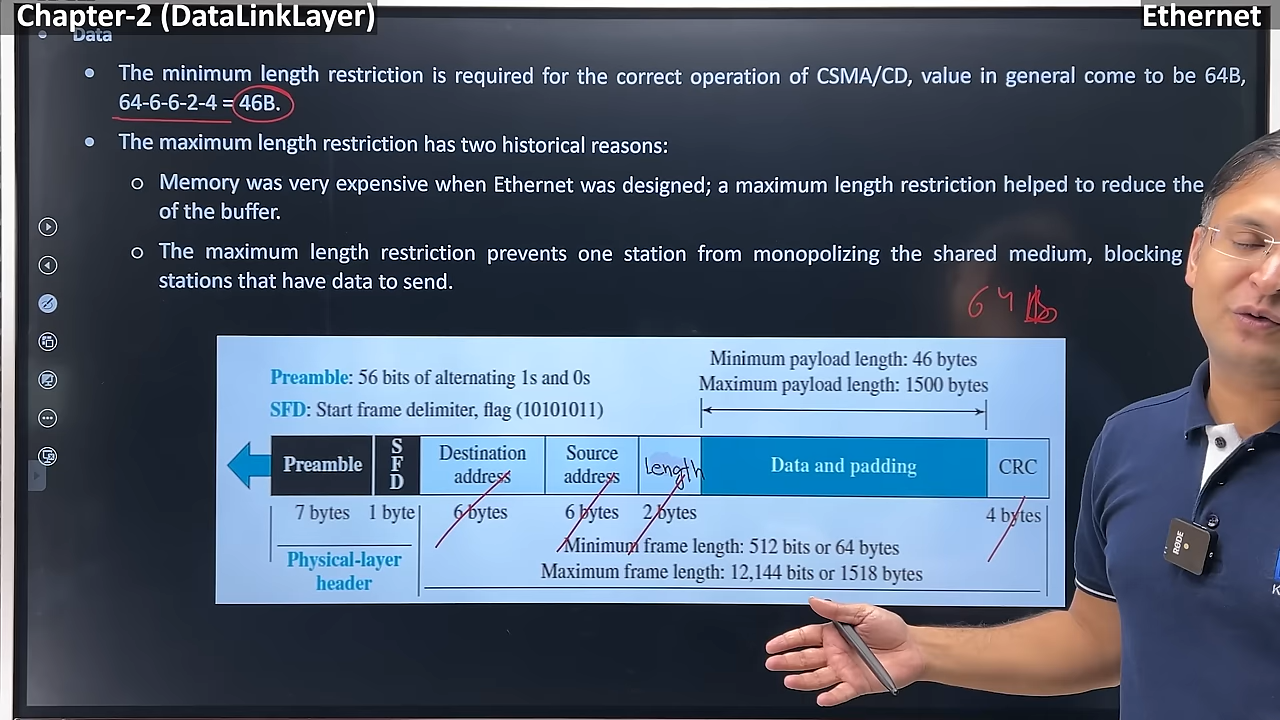 Chapter-2 (DataLinkLayer)
Ethernet
Data
The minimum length restriction is required for the correct operation of CSMA/CD, value in general come to be 64B,
64-6-6-2-4 = 46B.
The maximum length restriction has two historical reasons:
Memory was very expensive when Ethernet was designed; a maximum length restriction helped to reduce the
of the buffer.
The maximum length restriction prevents one station from monopolizing the shared medium, blocking
stations that have data to send.
64 B
Minimum payload length: 46 bytes
Maximum payload length: 1500 bytes
Preamble: 56 bits of alternating 1s and 0s
SFD: Start frame delimiter, flag (10101011)
Preamble
S
F
D
Destination
address
Source
address
Length
Data and padding
CRC
7 bytes 1 byte 6 bytes 6 bytes 2 bytes 4 bytes
Physical-layer
header
Minimum frame length: 512 bits or 64 bytes
Maximum frame length: 12,144 bits or 1518 bytes
RODE